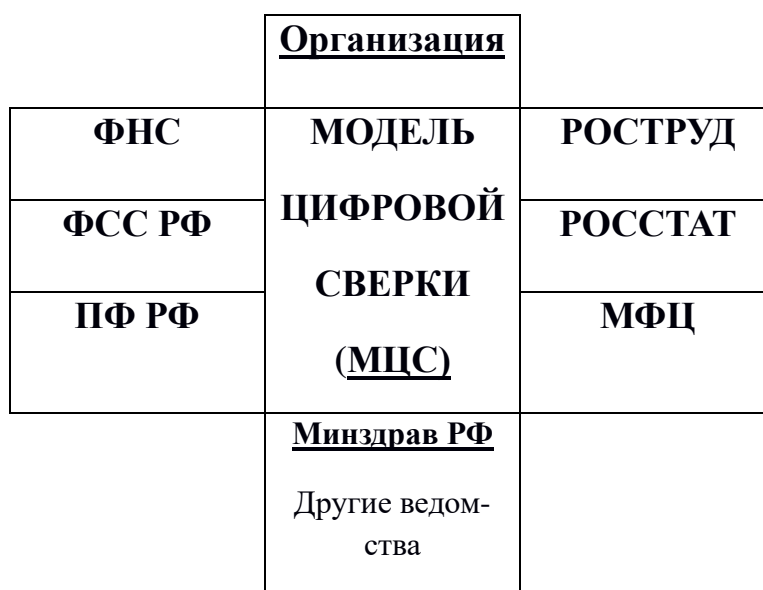 Организация
ФНС
МОДЕЛЬ
РОСТРУД
ЦИФРОВОЙ
ФСС РФ
РОССТАТ
СВЕРКИ
ПФ РФ
МФЦ
(МЦС)
Минздрав РФ
Другие ведом-
ства